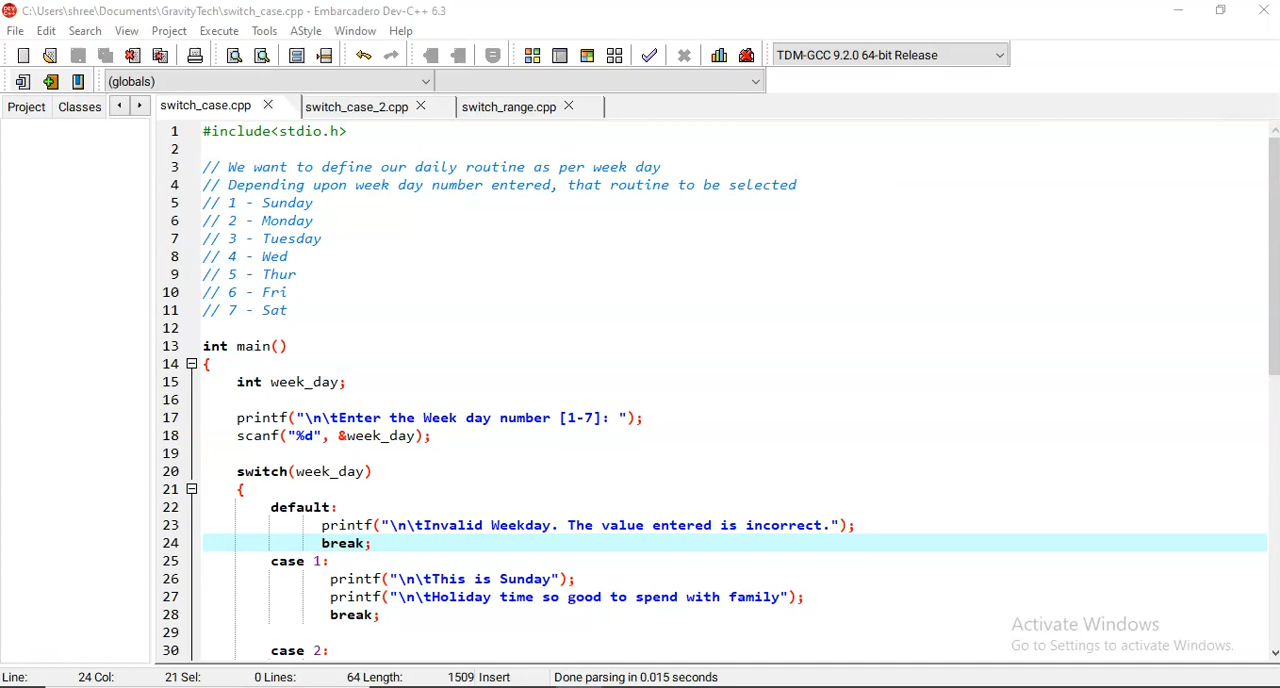 C:\Users\shree\Documents\GravityTech\switch_case.cpp - Embarcadero Dev-C++ 6.3
File Edit Search View Project Execute Tools AStyle Window Help
TDM-GCC 9.2.0 64-bit Release
(globals)
Project Classes switch_case.cpp switch_case_2.cpp switch_range.cpp
1 #include<stdio.h>
2
3 // We want to define our daily routine as per week day
4 // Depending upon week day number entered, that routine to be selected
5 // 1 - Sunday
6 // 2 - Monday
7 // 3 - Tuesday
8 // 4 - Wed
9 // 5 - Thur
10 // 6 - Fri
11 // 7 - Sat
12
13 int main()
14 {
15 int week_day;
16
17 printf("\n\tEnter the Week day number [1-7]: ");
18 scanf("%d", &week_day);
19
20 switch(week_day)
21 {
22 default:
23 printf("\n\tInvalid Weekday. The value entered is incorrect.");
24 break;
25 case 1:
26 printf("\n\tThis is Sunday");
27 printf("\n\tHoliday time so good to spend with family");
28 break;
29
30 case 2:
Activate Windows
Go to Settings to activate Windows.
Line: 24 Col: 21 Sel: 0 Lines: 64 Length: 1509 Insert Done parsing in 0.015 seconds